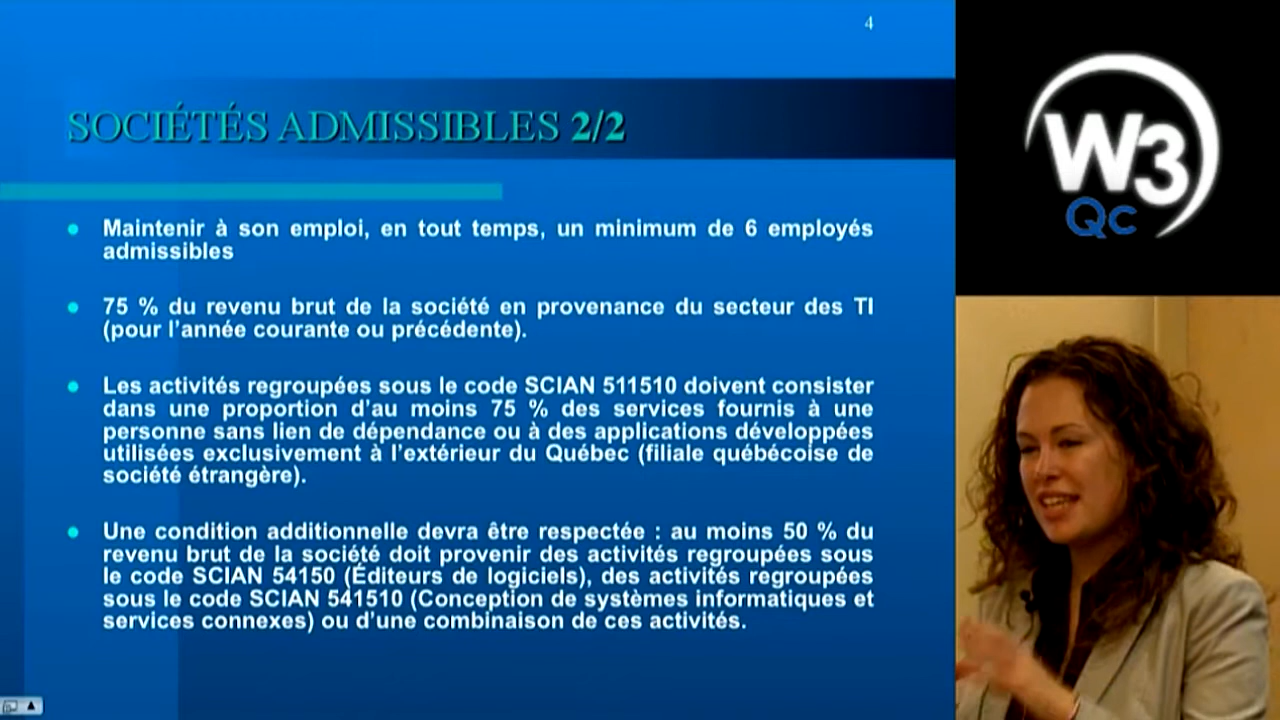 4
SOCIÉTÉS ADMISSIBLES 2/2
Maintenir à son emploi, en tout temps, un minimum de 6 employés
admissibles
75 % du revenu brut de la société en provenance du secteur des TI
(pour l’année courante ou précédente).
Les activités regroupées sous le code SCIAN 511510 doivent consister
dans une proportion d’au moins 75 % des services fournis à une
personne sans lien de dépendance ou à des applications développées
utilisées exclusivement à l’extérieur du Québec (filiale québécoise de
société étrangère).
Une condition additionnelle devra être respectée : au moins 50 % du
revenu brut de la société doit provenir des activités regroupées sous
le code SCIAN 54150 (Éditeurs de logiciels), des activités regroupées
sous le code SCIAN 541510 (Conception de systèmes informatiques et
services connexes) ou d’une combinaison de ces activités.
W3
Qc